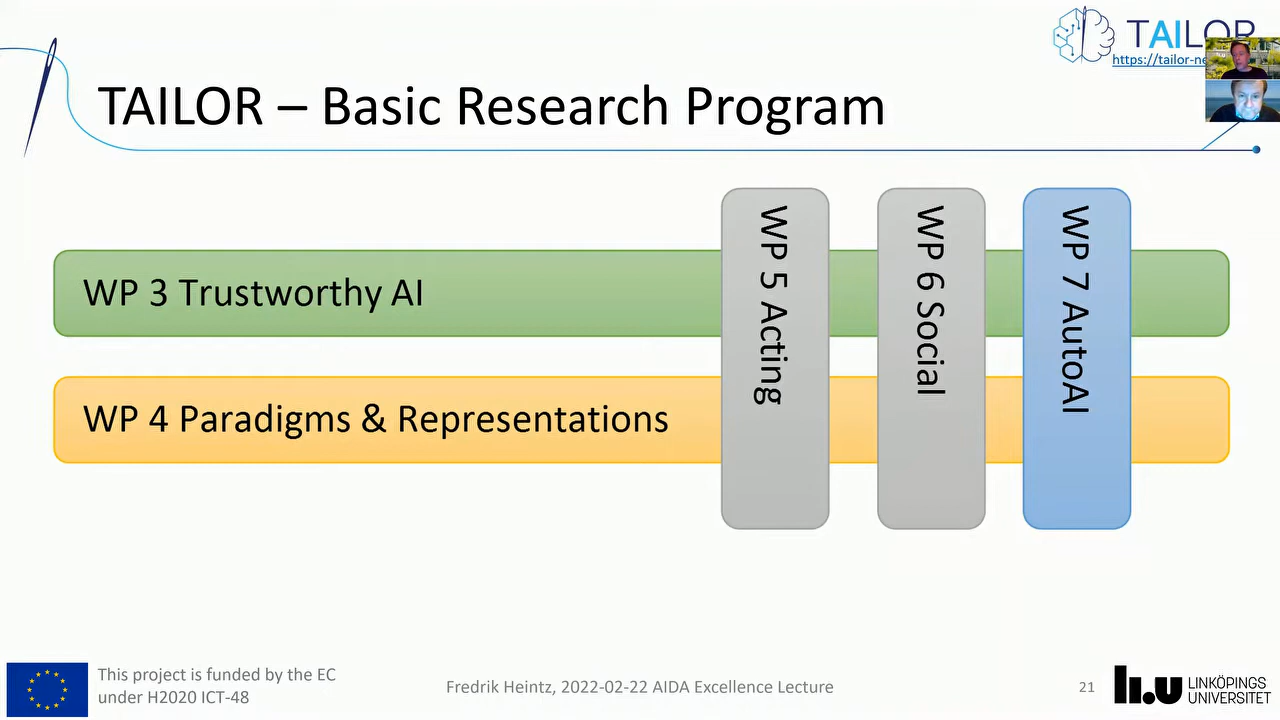 TAILOR
https://tailor-ne
TAILOR – Basic Research Program
WP 3 Trustworthy AI
WP 4 Paradigms & Representations
WP 5 Acting
WP 6 Social
WP 7 AutoAI
This project is funded by the EC
under H2020 ICT-48
Fredrik Heintz, 2022-02-22 AIDA Excellence Lecture
21
LINKÖPINGS
UNIVERSITET